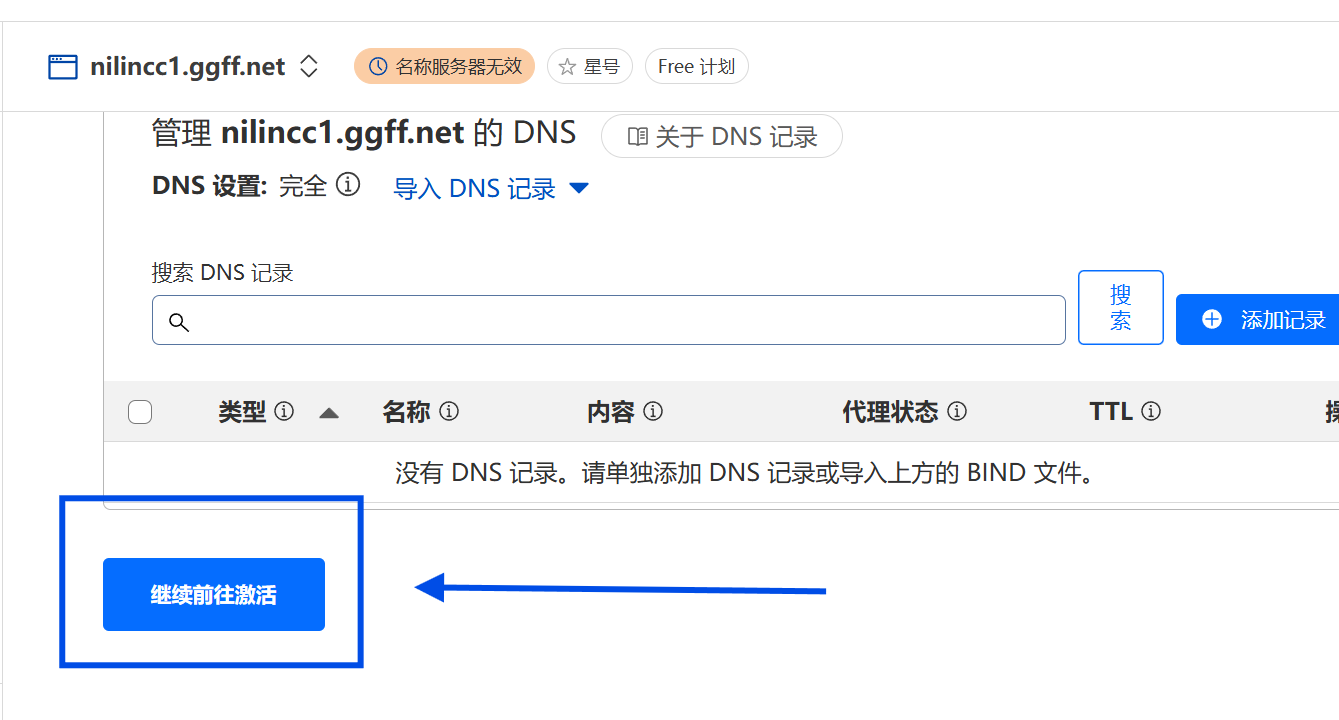 nilincc1.ggff.net 名称服务器无效 星号 Free 计划
管理 nilincc1.ggff.net 的 DNS 关于 DNS 记录
DNS 设置: 完全 导入 DNS 记录
搜索 DNS 记录
搜索
添加记录
类型 名称 内容 代理状态 TTL
没有 DNS 记录。请单独添加 DNS 记录或导入上方的 BIND 文件。
继续前往激活